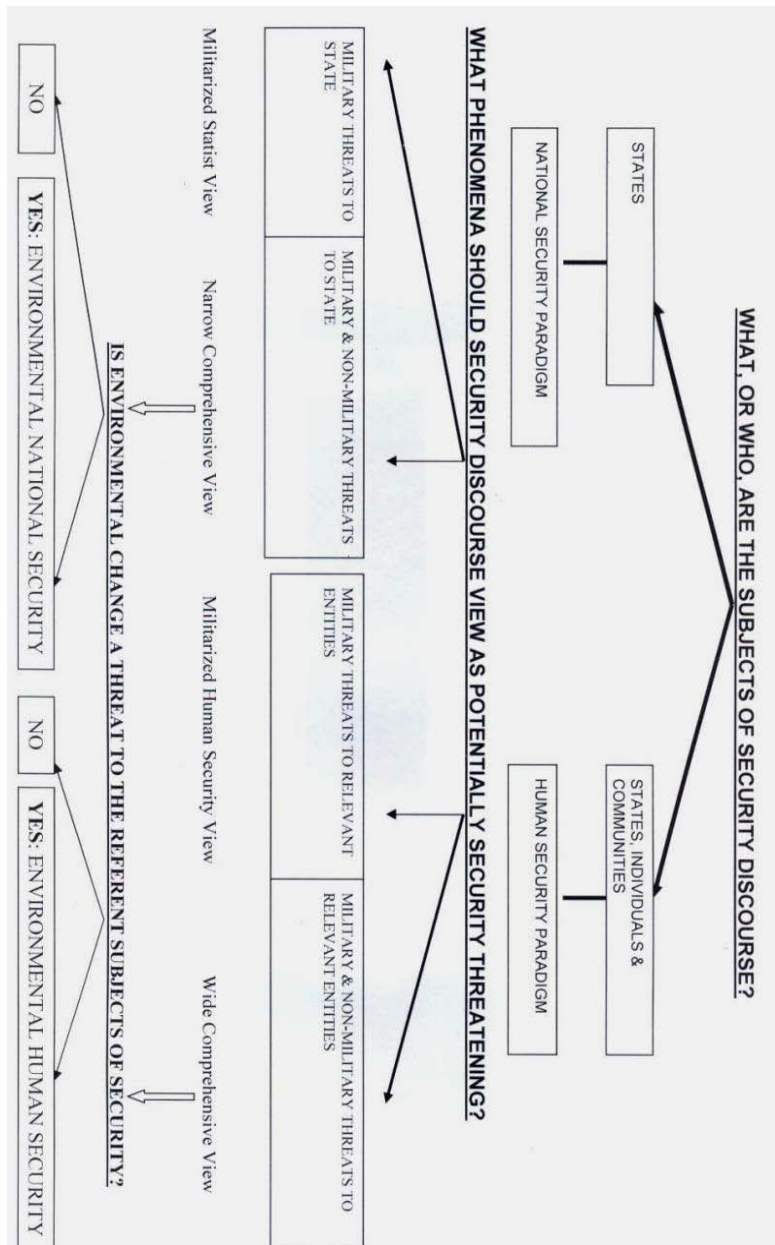 WHAT, OR WHO, ARE THE SUBJECTS OF SECURITY DISCOURSE?
STATES
STATES, INDIVIDUALS &
COMMUNITIES
NATIONAL SECURITY PARADIGM
HUMAN SECURITY PARADIGM
WHAT PHENOMENA SHOULD SECURITY DISCOURSE VIEW AS POTENTIALLY SECURITY THREATENING?
MILITARY THREATS TO
STATE
MILITARY & NON-MILITARY THREATS
TO STATE
MILITARY THREATS TO RELEVANT
ENTITIES
MILITARY & NON-MILITARY THREATS TO
RELEVANT ENTITIES
Militarized Statist View
Narrow Comprehensive View
Militarized Human Security View
Wide Comprehensive View
IS ENVIRONMENTAL CHANGE A THREAT TO THE REFERENT SUBJECTS OF SECURITY?
NO
YES: ENVIRONMENTAL NATIONAL SECURITY
NO
YES: ENVIRONMENTAL HUMAN SECURITY